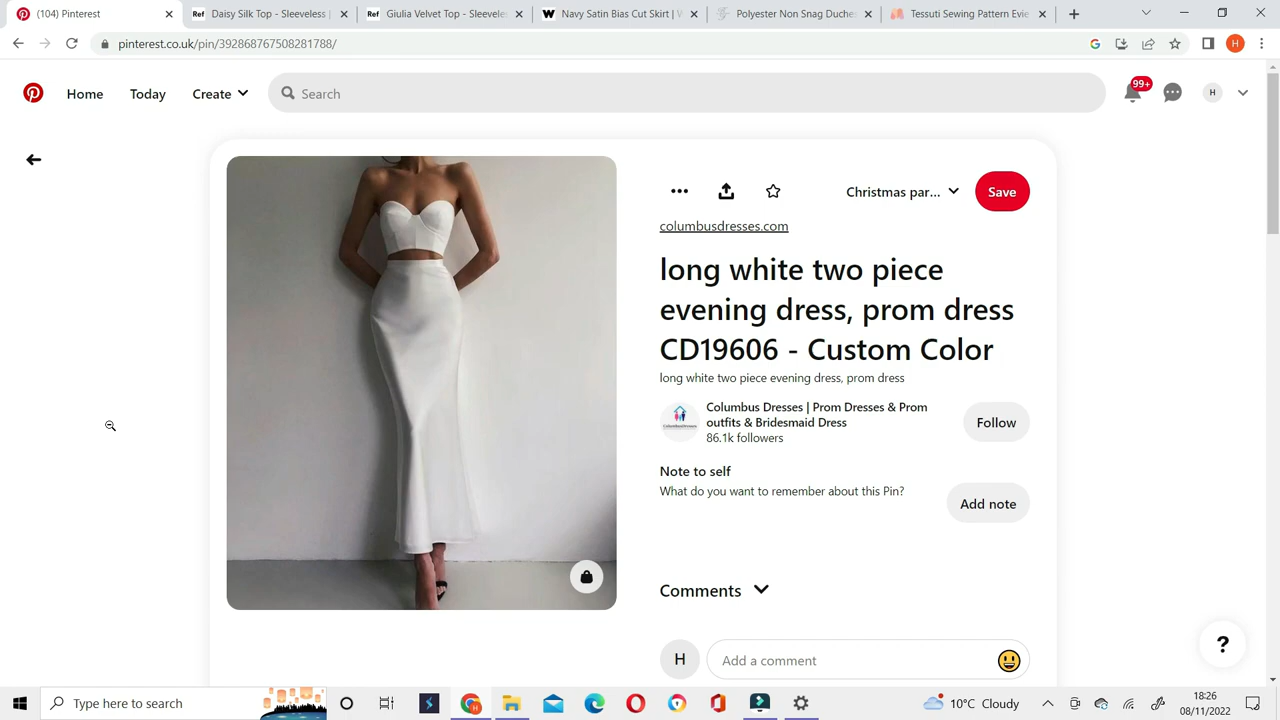 (104) Pinterest
Daisy Silk Top - Sleeveless |
Giulia Velvet Top - Sleeveles
Navy Satin Bias Cut Skirt | W
Polyester Non Snag Duches
Tessuti Sewing Pattern Evie
pinterest.co.uk/pin/392868767508281788/
H
Home
Today
Create
Search
99+
H
Christmas par...
Save
columbusdresses.com
long white two piece
evening dress, prom dress
CD19606 - Custom Color
long white two piece evening dress, prom dress
Columbus Dresses | Prom Dresses & Prom
outfits & Bridesmaid Dress
86.1k followers
Follow
Note to self
What do you want to remember about this Pin?
Add note
Comments
H
Add a comment
?
Type here to search
10°C Cloudy
18:26
08/11/2022